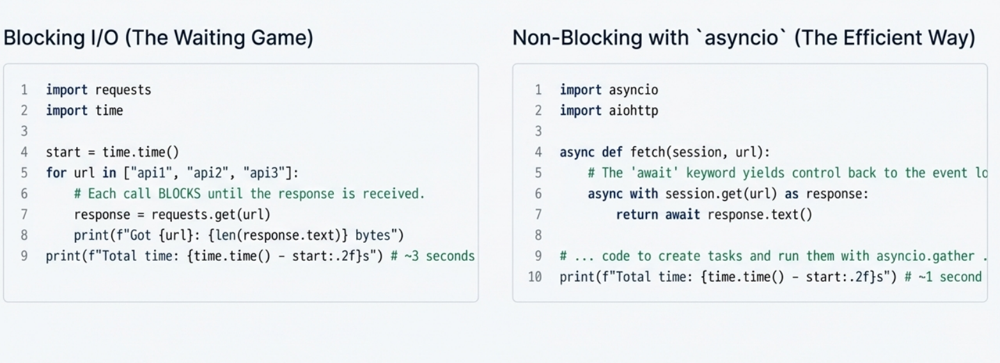 Blocking I/O (The Waiting Game)
1 import requests
2 import time
3
4 start = time.time()
5 for url in ["api1", "api2", "api3"]:
6     # Each call BLOCKS until the response is received.
7     response = requests.get(url)
8     print(f"Got {url}: {len(response.text)} bytes")
9 print(f"Total time: {time.time() - start:.2f}s") # ~3 seconds
Non-Blocking with `asyncio` (The Efficient Way)
1 import asyncio
2 import aiohttp
3
4 async def fetch(session, url):
5     # The 'await' keyword yields control back to the event
6     async with session.get(url) as response:
7         return await response.text()
8
9 # ... code to create tasks and run them with asyncio.gather .
10 print(f"Total time: {time.time() - start:.2f}s") # ~1 second